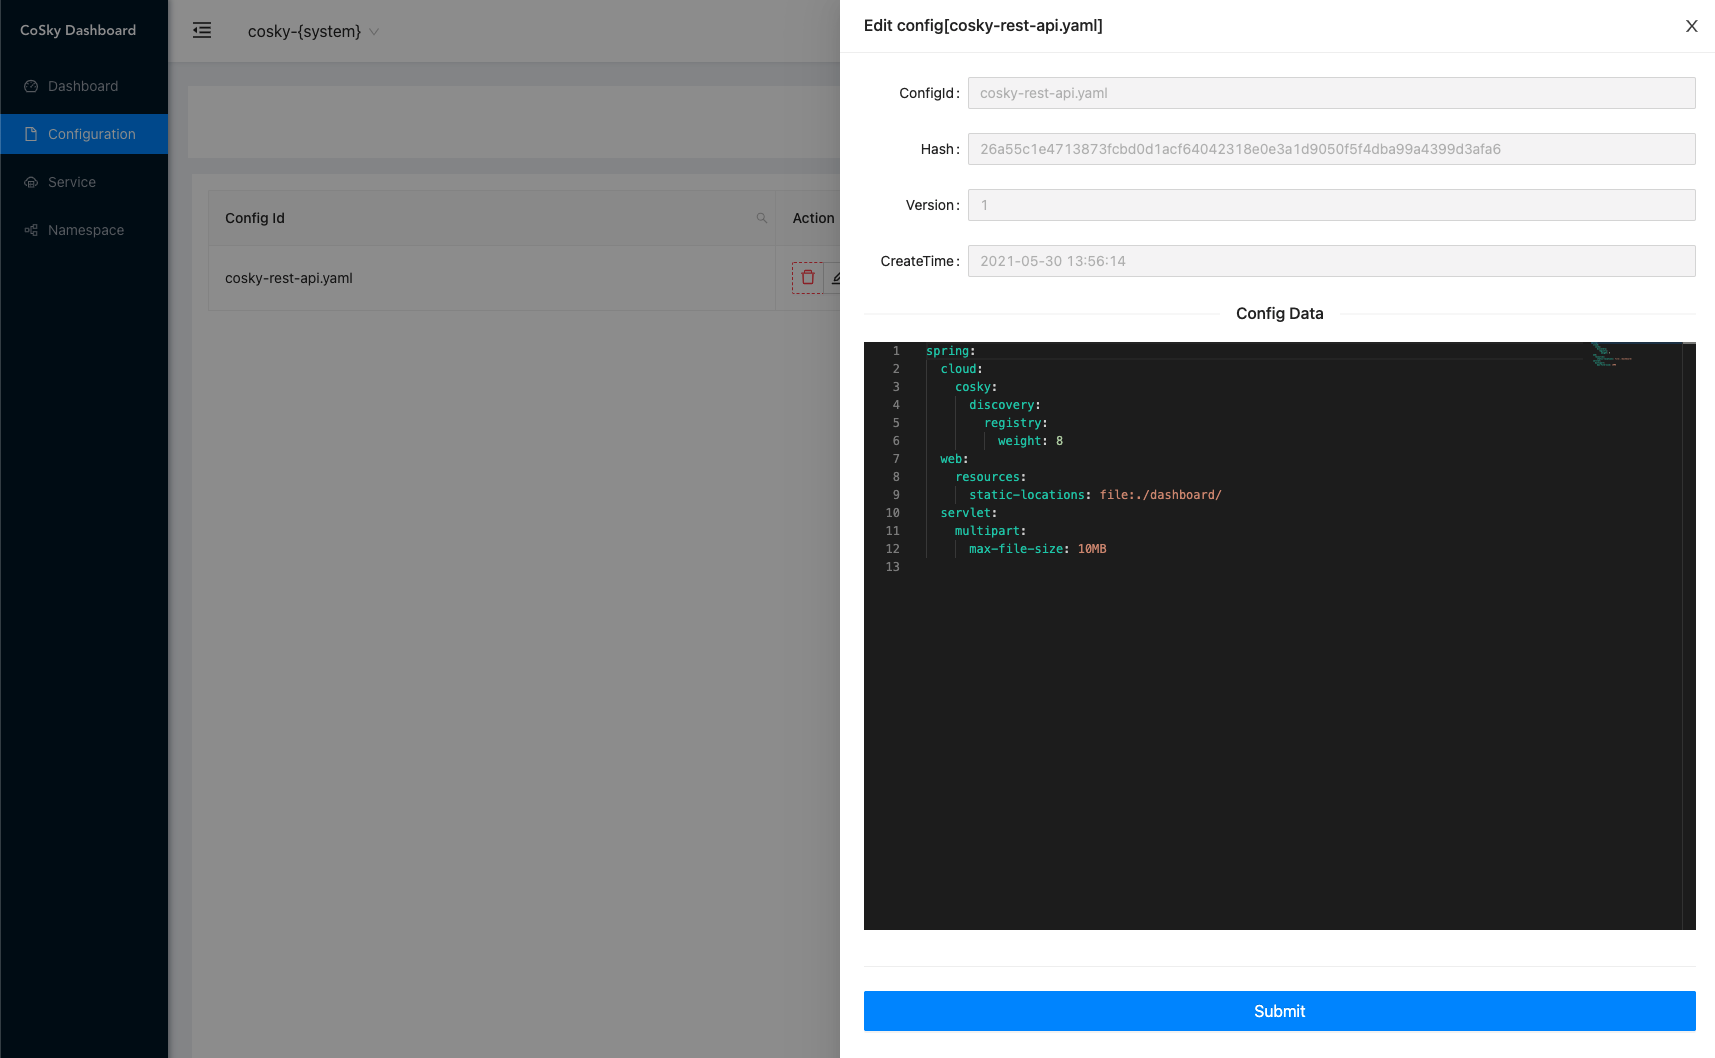 CoSky Dashboard
Dashboard
Configuration
Service
Namespace
cosky-{system}
Config Id
Action
cosky-rest-api.yaml
Edit config[cosky-rest-api.yaml]
ConfigId: cosky-rest-api.yaml
Hash: 26a55c1e4713873fcbd0d1acf64042318e0e3a1d9050f5f4dba99a4399d3afa6
Version: 1
CreateTime: 2021-05-30 13:56:14
Config Data
1 spring:
2 cloud:
3 cosky:
4 discovery:
5 registry:
6 weight: 8
7 web:
8 resources:
9 static-locations: file:./dashboard/
10 servlet:
11 multipart:
12 max-file-size: 10MB
13
Submit